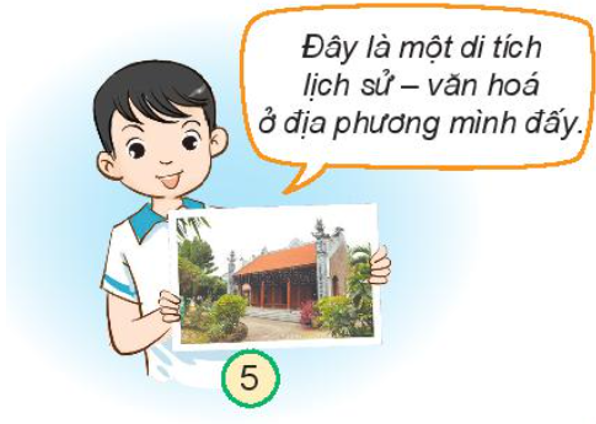 Đây là một di tích
lịch sử – văn hoá
ở địa phương mình đấy.
5